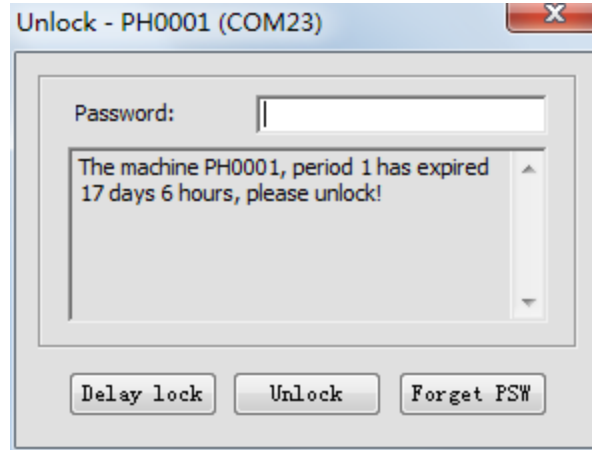 Unlock - PH0001 (COM23)
Password:
The machine PH0001, period 1 has expired
17 days 6 hours, please unlock!
Delay lock Unlock Forget PSW